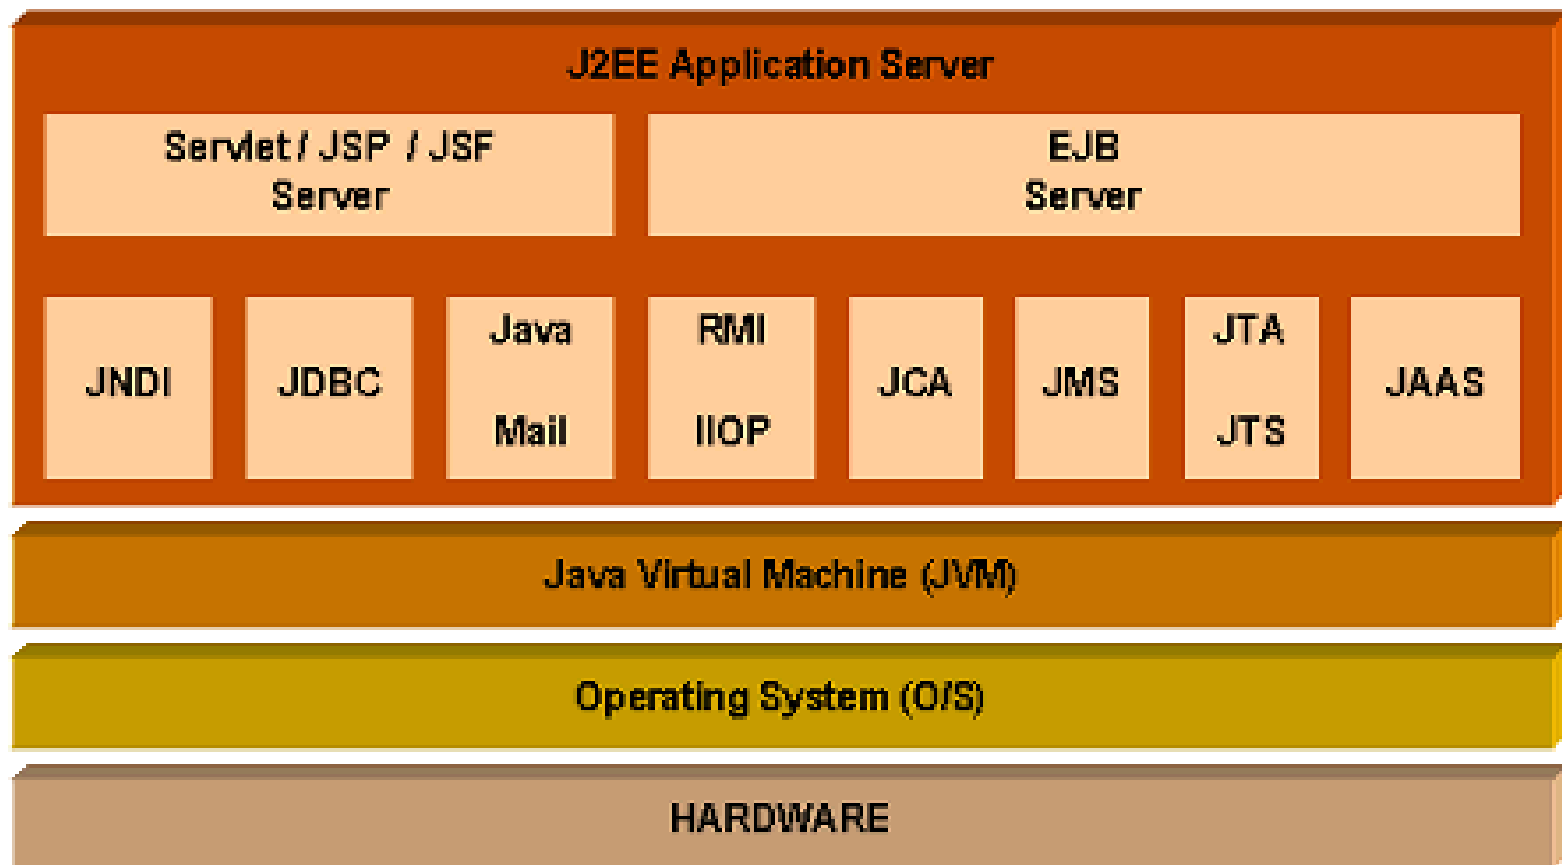 J2EE Application Server
Servlet / JSP / JSF
Server
EJB
Server
JNDI
JDBC
Java
Mail
RMI
IIOP
JCA
JMS
JTA
JTS
JAAS
Java Virtual Machine (JVM)
Operating System (O/S)
HARDWARE